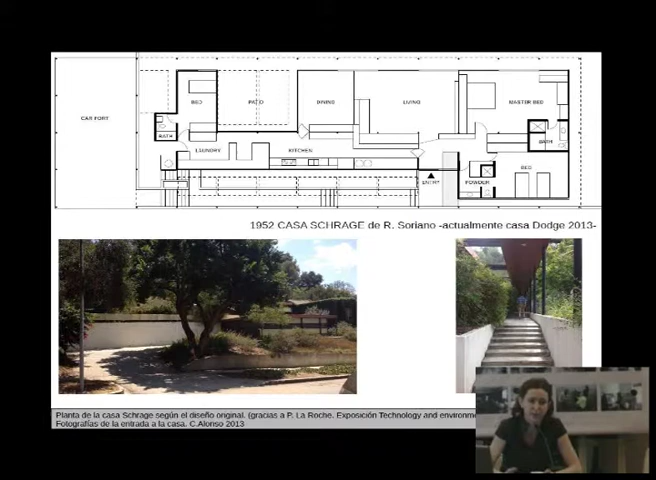 CAR PORT
BED
PATIO
DINING
LIVING
MASTER BED
BATH
BATH
LAUNDRY
KITCHEN
BED
ENTRY
POWDER
1952 CASA SCHRAGE de R. Soriano -actualmente casa Dodge 2013-
Planta de la casa Schrage según el diseño original. (gracias a P. La Roche. Exposición Technology and environme
Fotografías de la entrada a la casa. C.Alonso 2013